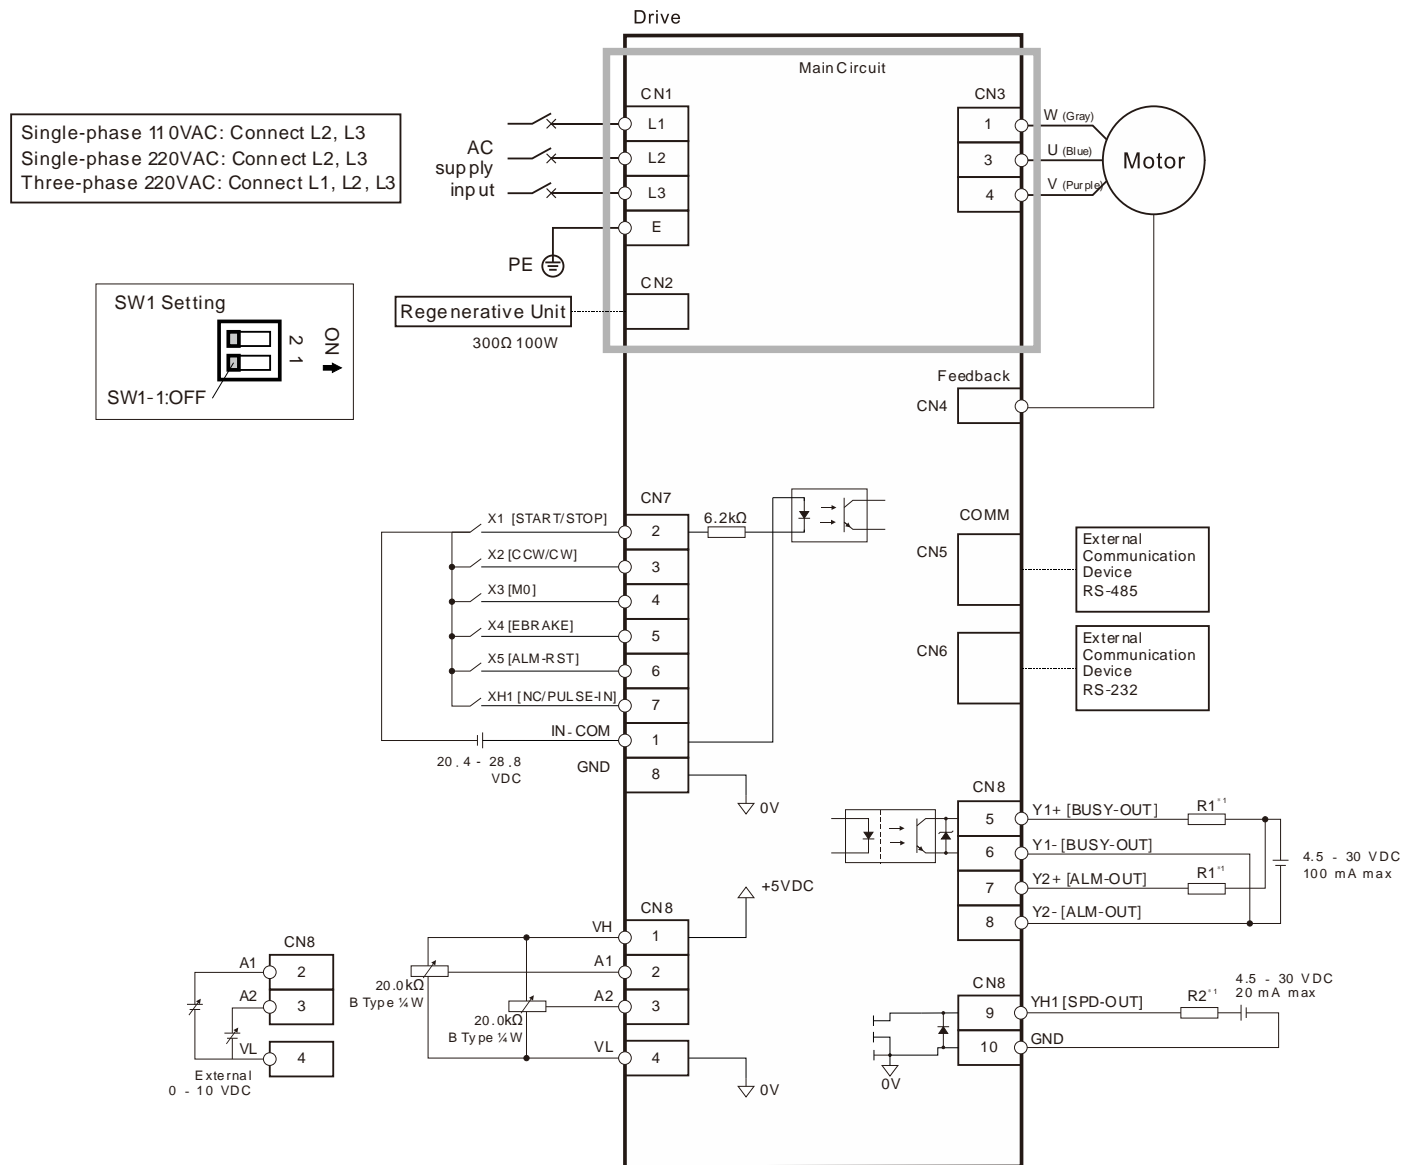 Drive
Main Circuit
CN1
CN3
Single-phase 110VAC: Connect L2, L3
Single-phase 220VAC: Connect L2, L3
Three-phase 220VAC: Connect L1, L2, L3
AC
supply
input
L1
L2
L3
E
PE
1
3
4
W (Gray)
U (Blue)
V (Purple)
Motor
CN2
Regenerative Unit
300Ω 100W
SW1 Setting
2 1
ON
SW1-1:OFF
Feedback
CN4
CN7
X1 [START/STOP]
2
6.2kΩ
X2 [CCW/CW]
3
X3 [M0]
4
X4 [EBRAKE]
5
X5 [ALM-RST]
6
XH1 [NC/PULSE-IN]
7
IN-COM
1
20.4 - 28.8
VDC
GND
8
0V
COMM
CN5
External
Communication
Device
RS-485
CN6
External
Communication
Device
RS-232
CN8
5
Y1+ [BUSY-OUT]
R1*1
6
Y1- [BUSY-OUT]
7
Y2+ [ALM-OUT]
R1*1
8
Y2- [ALM-OUT]
4.5 - 30 VDC
100 mA max
+5VDC
CN8
VH
1
A1
2
A2
3
VL
4
20.0kΩ
B Type ¼W
20.0kΩ
B Type ¼W
0V
CN8
A1
2
A2
3
VL
4
External
0 - 10 VDC
CN8
9
YH1 [SPD-OUT]
R2*1
4.5 - 30 VDC
20 mA max
10
GND
0V